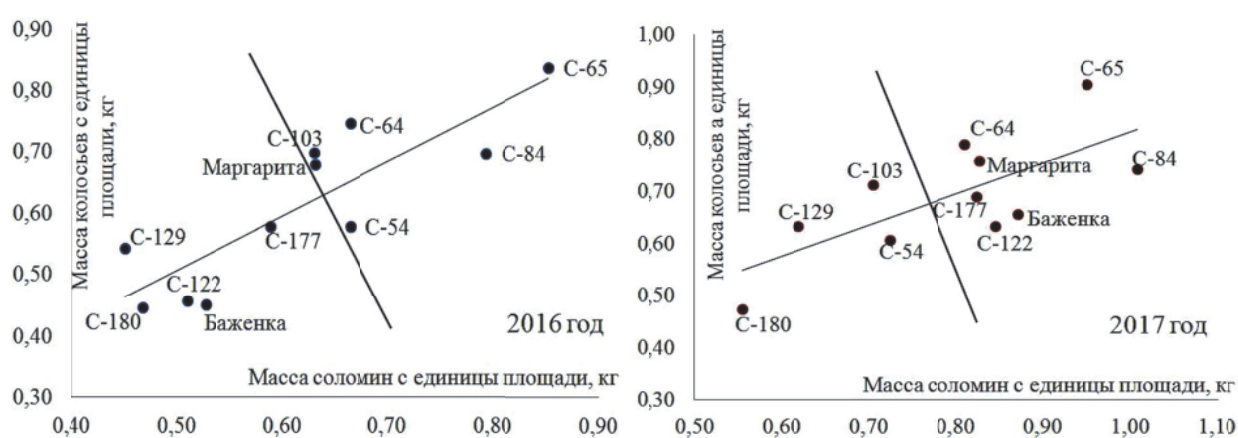 0,90
0,80
0,70
0,60
0,50
0,40
0,30
Масса колосьев с единицы
площали, кг
С-65
С-64
С-103
Маргарита
С-84
С-54
С-177
С-129
С-122
С-180
Баженка
2016 год
Масса соломин с единицы площади, кг
0,40 0,50 0,60 0,70 0,80 0,90
1,00
0,90
0,80
0,70
0,60
0,50
0,40
0,30
Масса колосьев а единицы
площади, кг
С-65
С-64
С-84
Маргарита
С-103
С-177
С-129
Баженка
С-54
С-122
С-180
2017 год
Масса соломин с единицы площади, кг
0,50 0,60 0,70 0,80 0,90 1,00 1,10